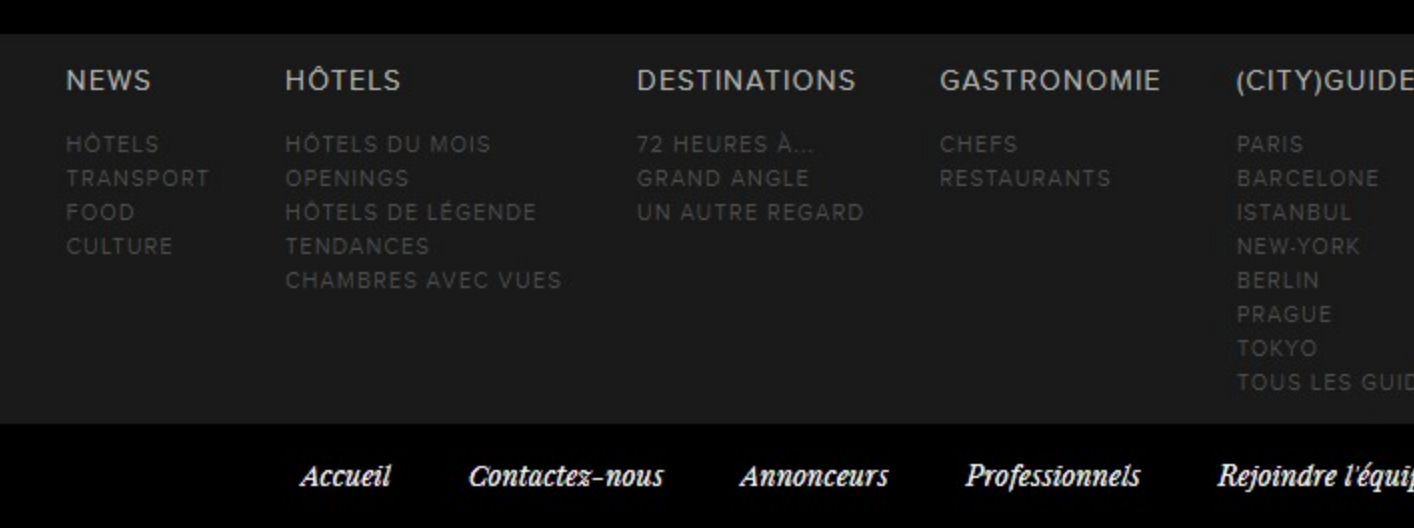 NEWS
HÔTELS
TRANSPORT
FOOD
CULTURE
HÔTELS
HÔTELS DU MOIS
OPENINGS
HÔTELS DE LÉGENDE
TENDANCES
CHAMBRES AVEC VUES
DESTINATIONS
72 HEURES À...
GRAND ANGLE
UN AUTRE REGARD
GASTRONOMIE
CHEFS
RESTAURANTS
(CITY)GUIDE
PARIS
BARCELONE
ISTANBUL
NEW-YORK
BERLIN
PRAGUE
TOKYO
TOUS LES
Accueil Contactez-nous Annonceurs Professionnels Rejoindre